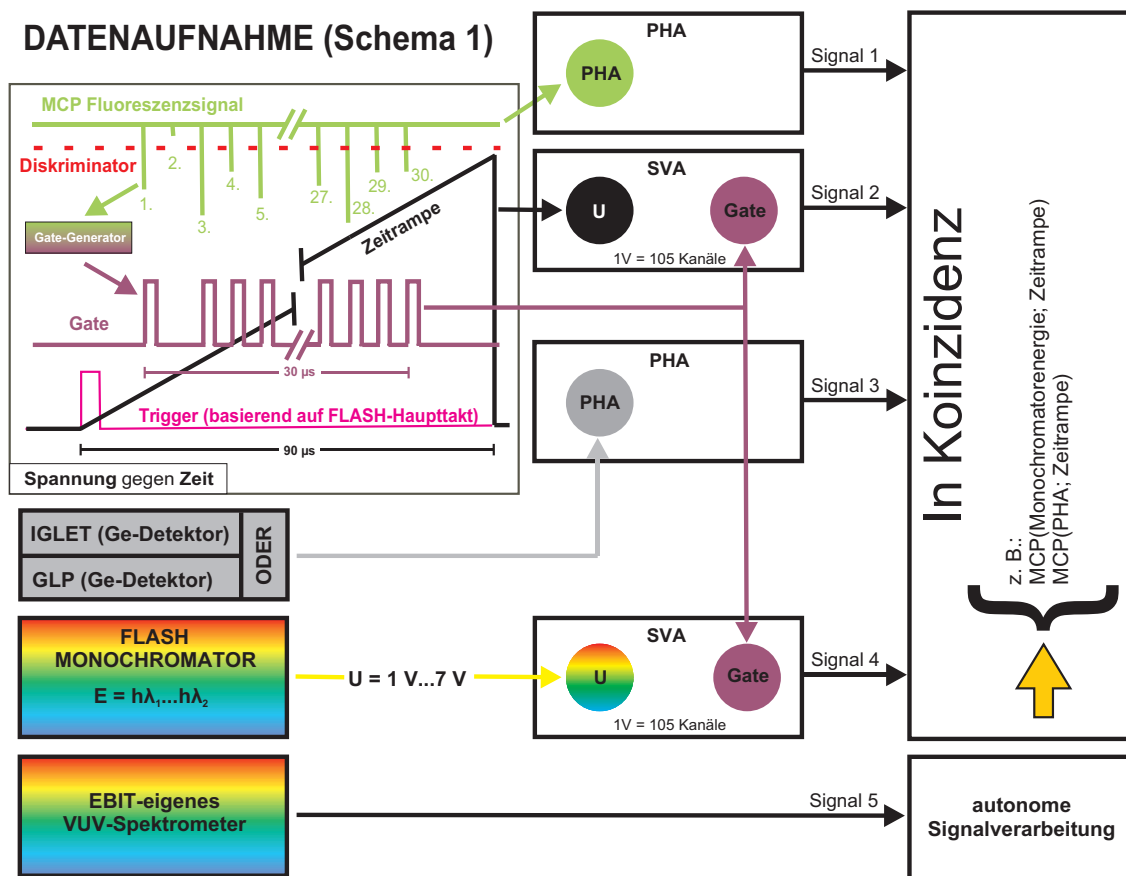 DATENAUFNAHME (Schema 1)
MCP Fluoreszenzsignal
Diskriminator
1.
2.
3.
4.
5.
27.
28.
29.
30.
Gate-Generator
Zeitrampe
Gate
30 µs
Trigger (basierend auf FLASH-Haupttakt)
90 µs
Spannung gegen Zeit
PHA
PHA
Signal 1
SVA
U
Gate
1V = 105 Kanäle
Signal 2
PHA
PHA
Signal 3
IGLET (Ge-Detektor)
GLP (Ge-Detektor)
ODER
FLASH
MONOCHROMATOR
E = hλ₁...hλ₂
U = 1 V...7 V
SVA
U
Gate
1V = 105 Kanäle
Signal 4
In Koinzidenz
z. B.:
MCP(Monochromatorenergie; Zeitrampe)
MCP(PHA; Zeitrampe)
EBIT-eigenes
VUV-Spektrometer
Signal 5
autonome
Signalverarbeitung